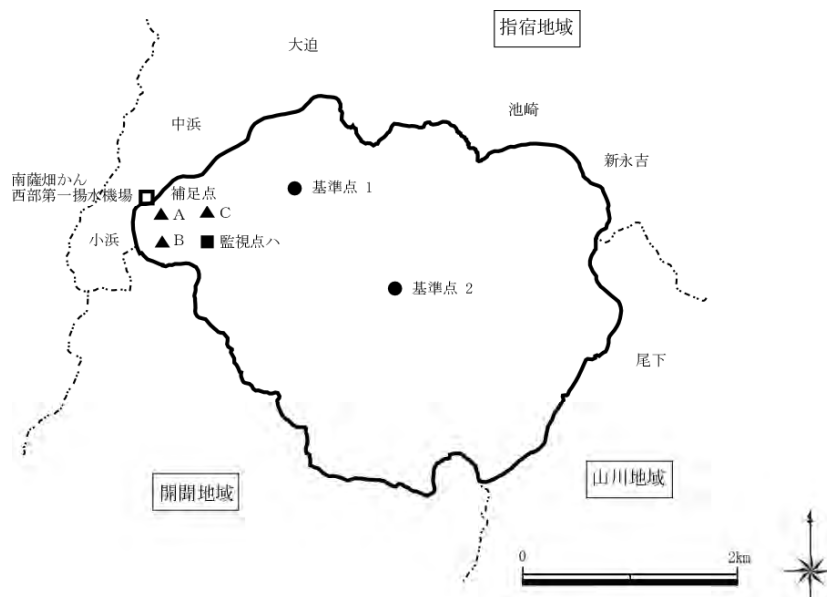 指宿地域
大迫
池崎
中浜
新永吉
南薩畑かん
西部第一揚水機場
補足点
基準点 1
A
C
小浜
B
監視点ハ
基準点 2
尾下
開聞地域
山川地域
0
2km